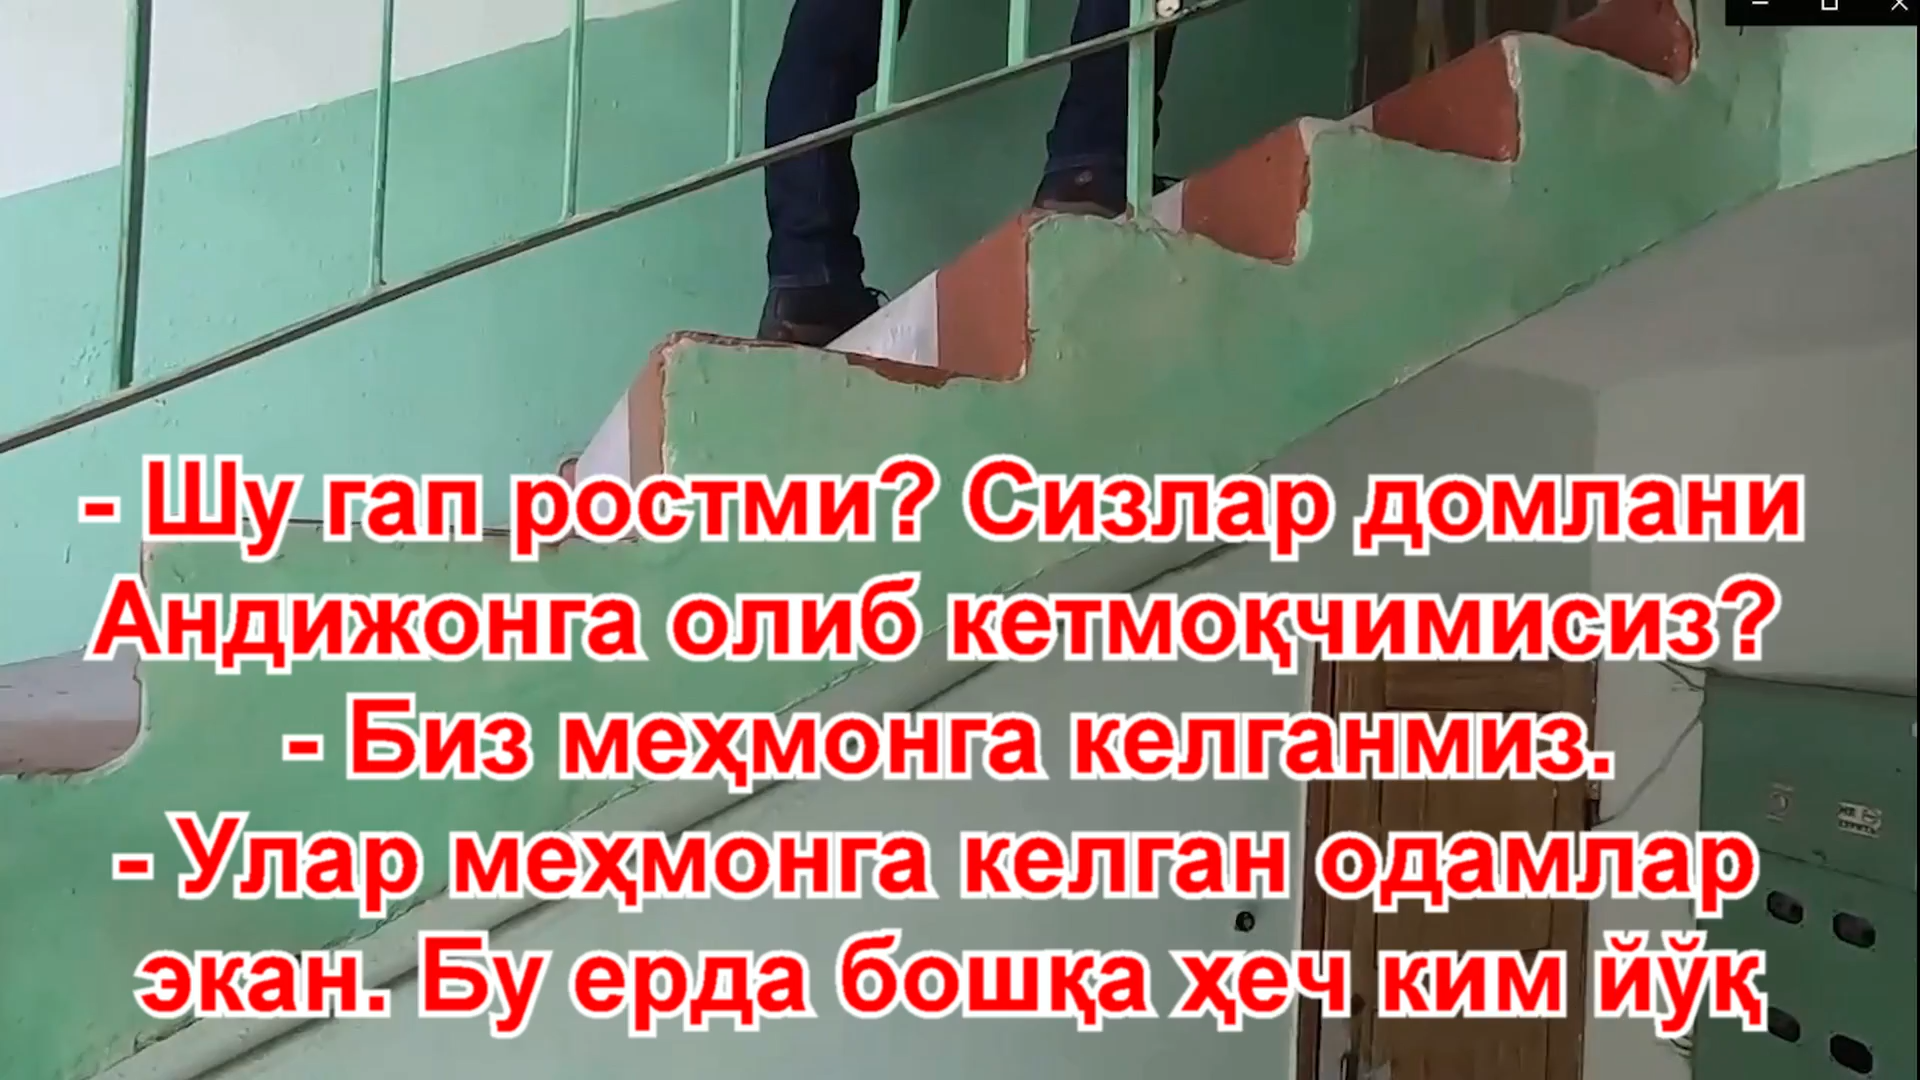 - Шу гап ростми? Сизлар домлани
Андижонга олиб кетмоқчимисиз?
- Биз меҳмонга келганмиз.
- Улар меҳмонга келган одамлар
экан. Бу ерда бошқа ҳеч ким йўқ